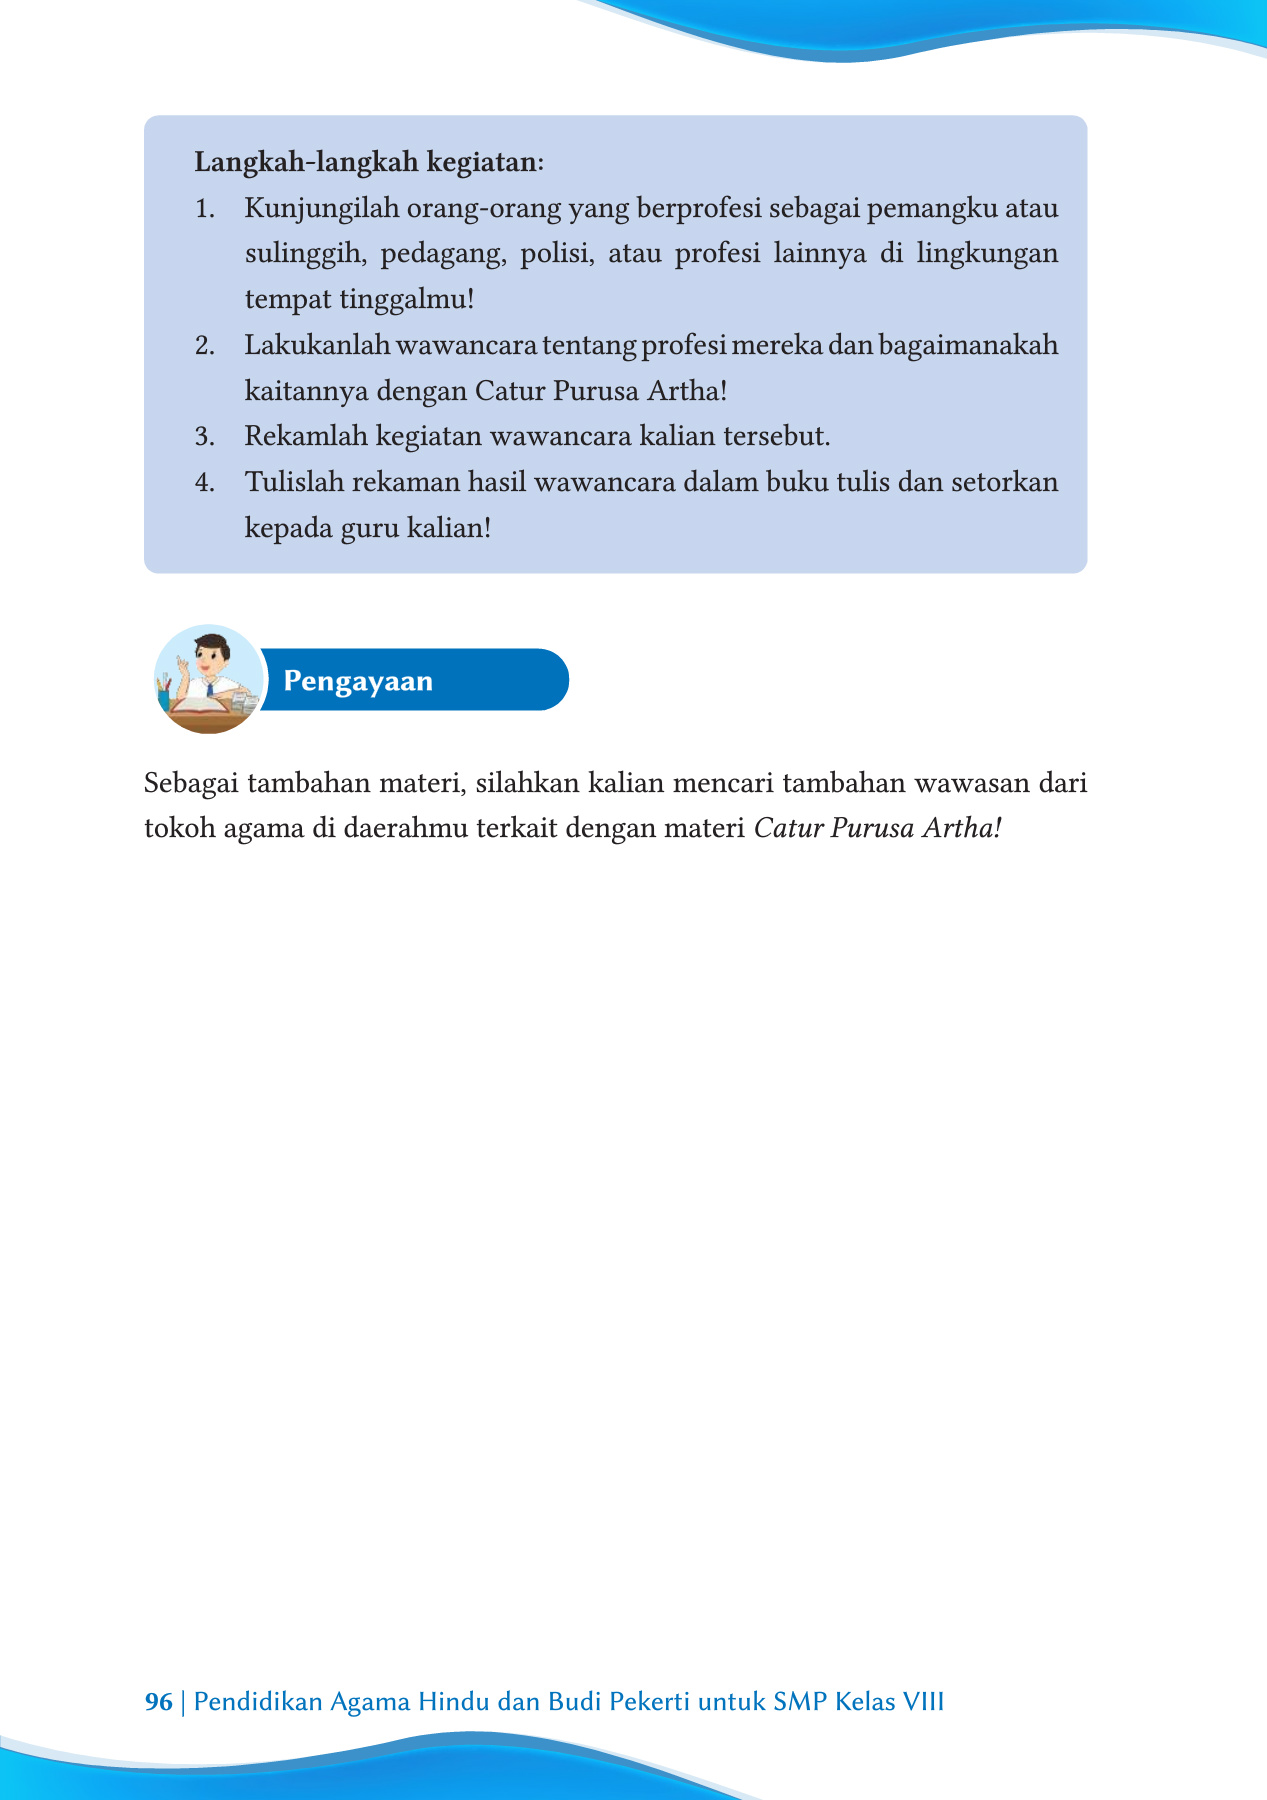 Langkah-langkah kegiatan:
1. Kunjungilah orang-orang yang berprofesi sebagai pemangku atau
sulinggih, pedagang, polisi, atau profesi lainnya di lingkungan
tempat tinggalmu!
2. Lakukanlah wawancara tentang profesi mereka dan bagaimanakah
kaitannya dengan Catur Purusa Artha!
3. Rekamlah kegiatan wawancara kalian tersebut.
4. Tulislah rekaman hasil wawancara dalam buku tulis dan setorkan
kepada guru kalian!
Pengayaan
Sebagai tambahan materi, silahkan kalian mencari tambahan wawasan dari
tokoh agama di daerahmu terkait dengan materi Catur Purusa Artha!
96 | Pendidikan Agama Hindu dan Budi Pekerti untuk SMP Kelas VIII